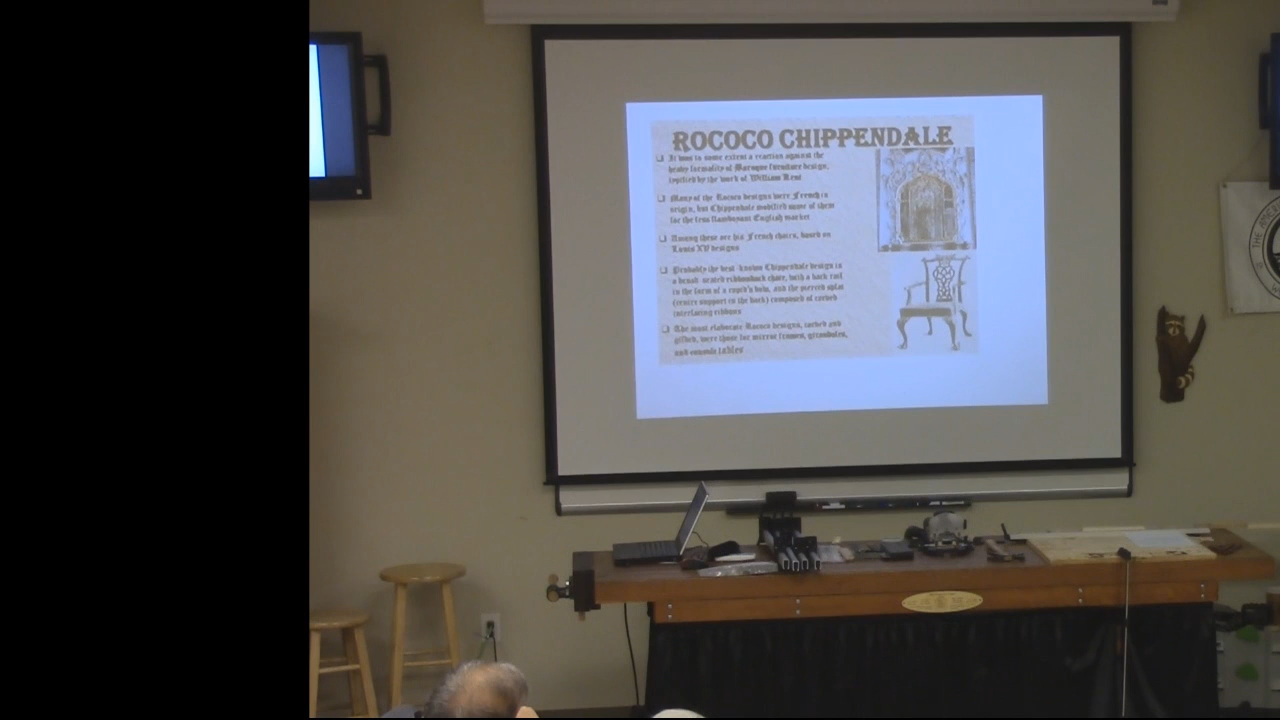 ROCOCO CHIPPENDALE
It was to some extent a reaction against the
heavy formality of Baroque furniture design,
typified by the work of William Kent
Many of the Rococo designs were French in
origin, but Chippendale modified some of them
for the less flamboyant English market
Among these are his French chairs, based on
Louis XV designs
Probably the best-known Chippendale design is
a broad-seated ribbonback chair, with a back rail
in the form of a cupid's bow, and the pierced splat
(centre support in the back) composed of carved
interlacing ribbons
The most elaborate Rococo designs, carved and
gilded, were those for mirror frames, girandoles,
and console tables
THE